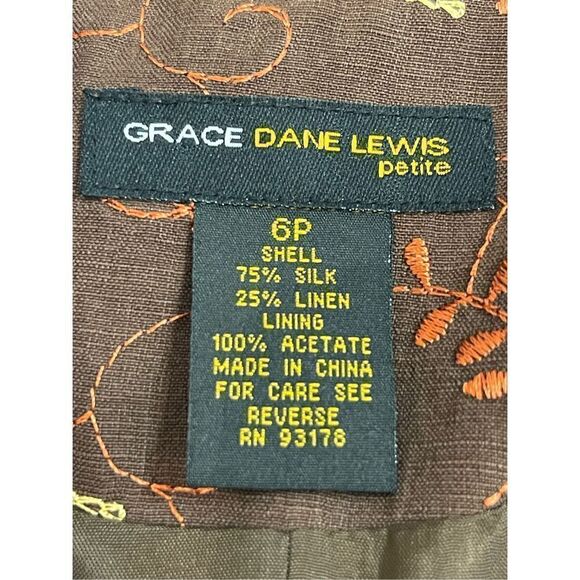 GRACE DANE LEWIS
petite
6P
SHELL
75% SILK
25% LINEN
LINING
100% ACETATE
MADE IN CHINA
FOR CARE SEE
REVERSE
RN 93178